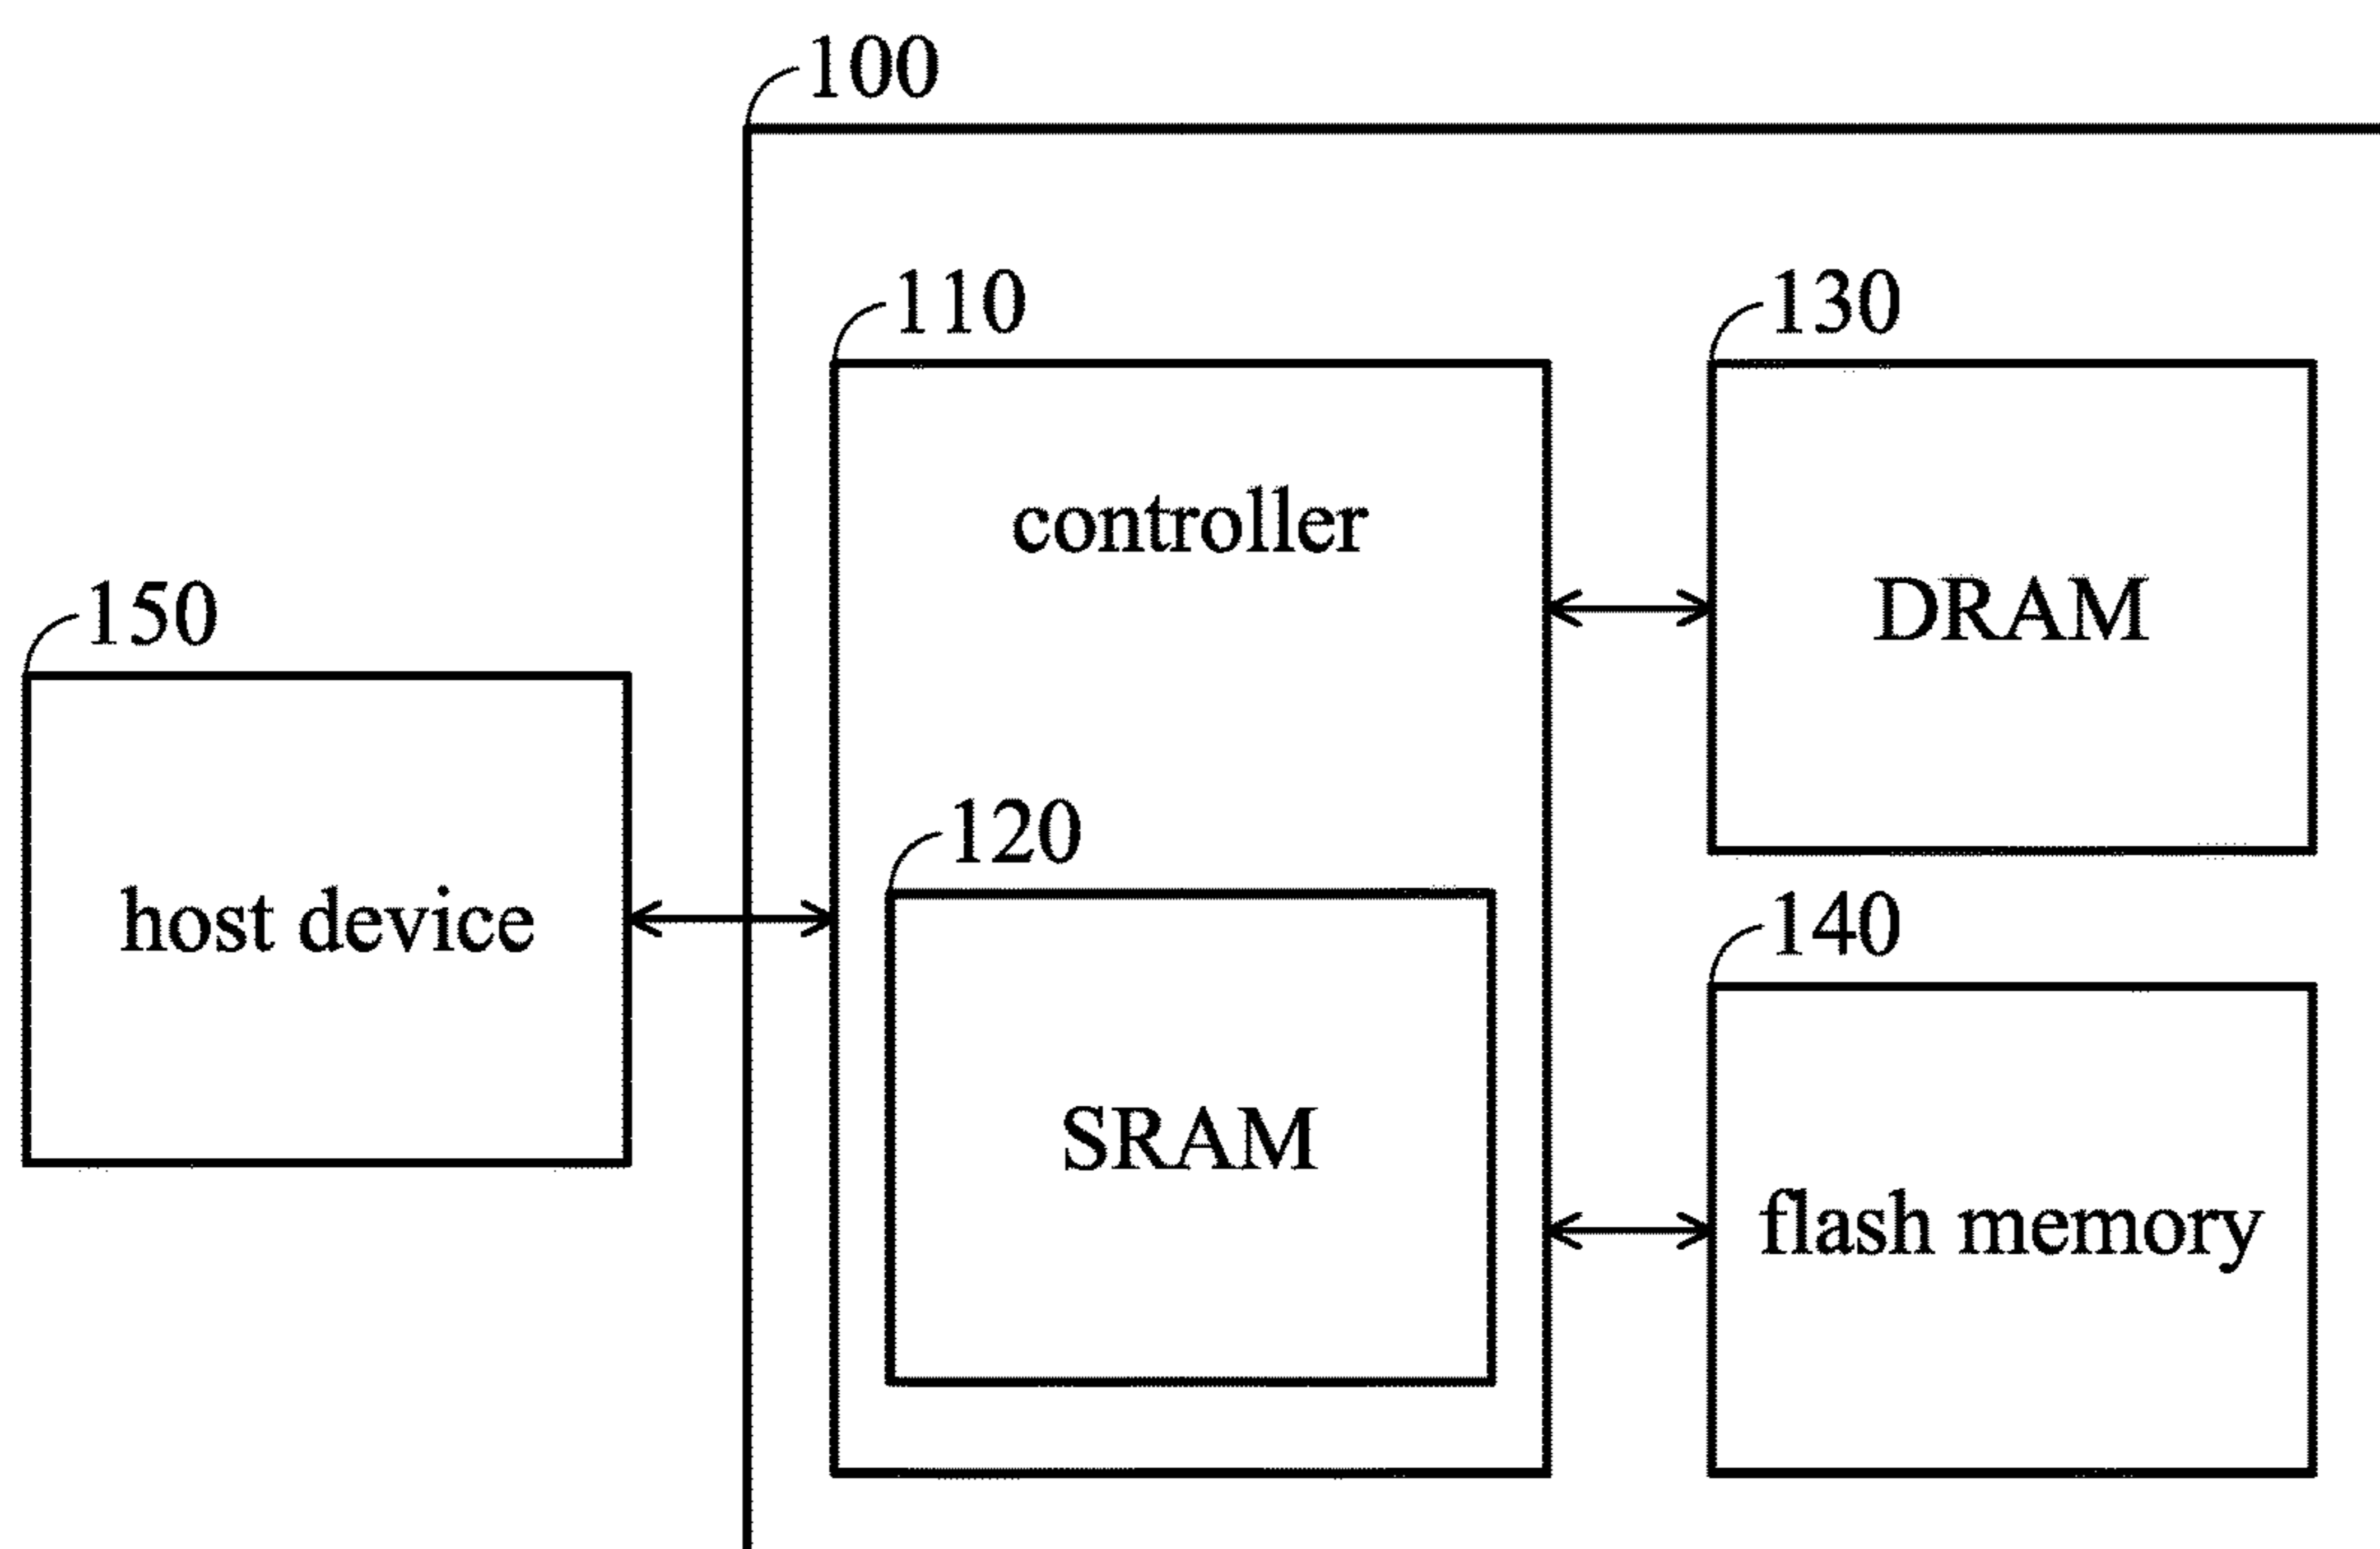 100
110
130
controller
DRAM
150
120
host device
140
SRAM
flash memory